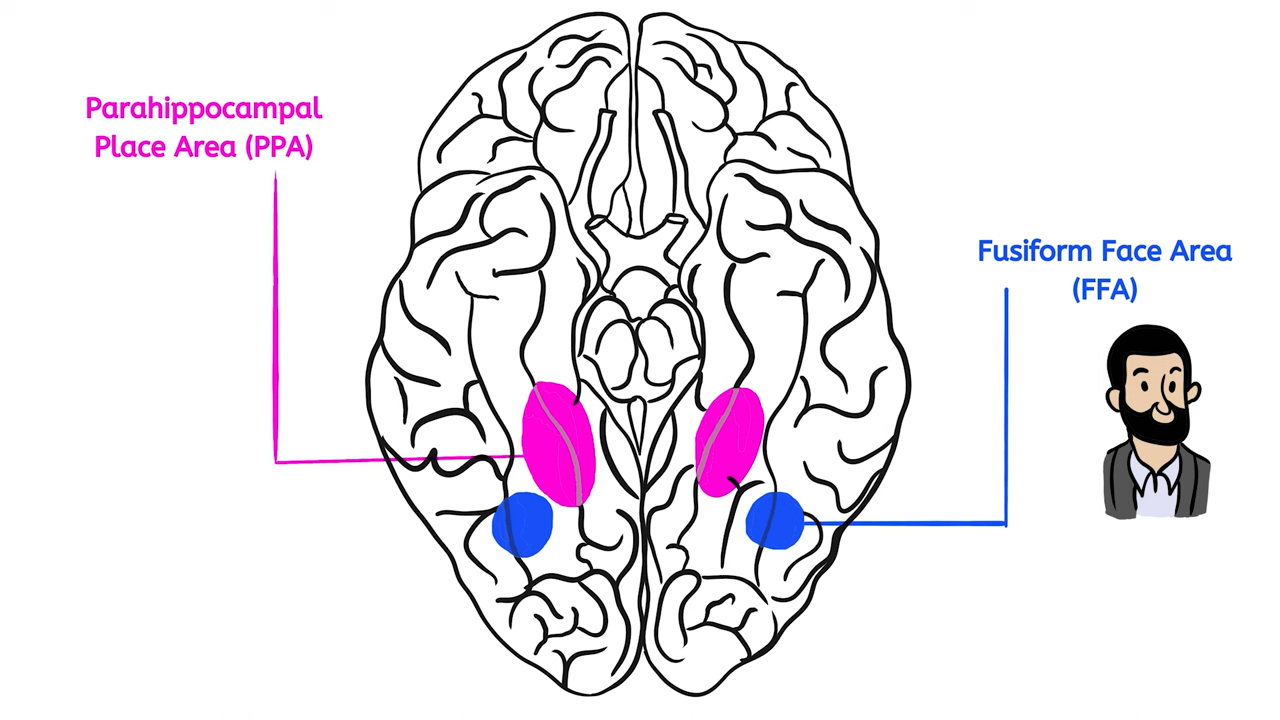 Parahippocampal
Place Area (PPA)
Fusiform Face Area
(FFA)